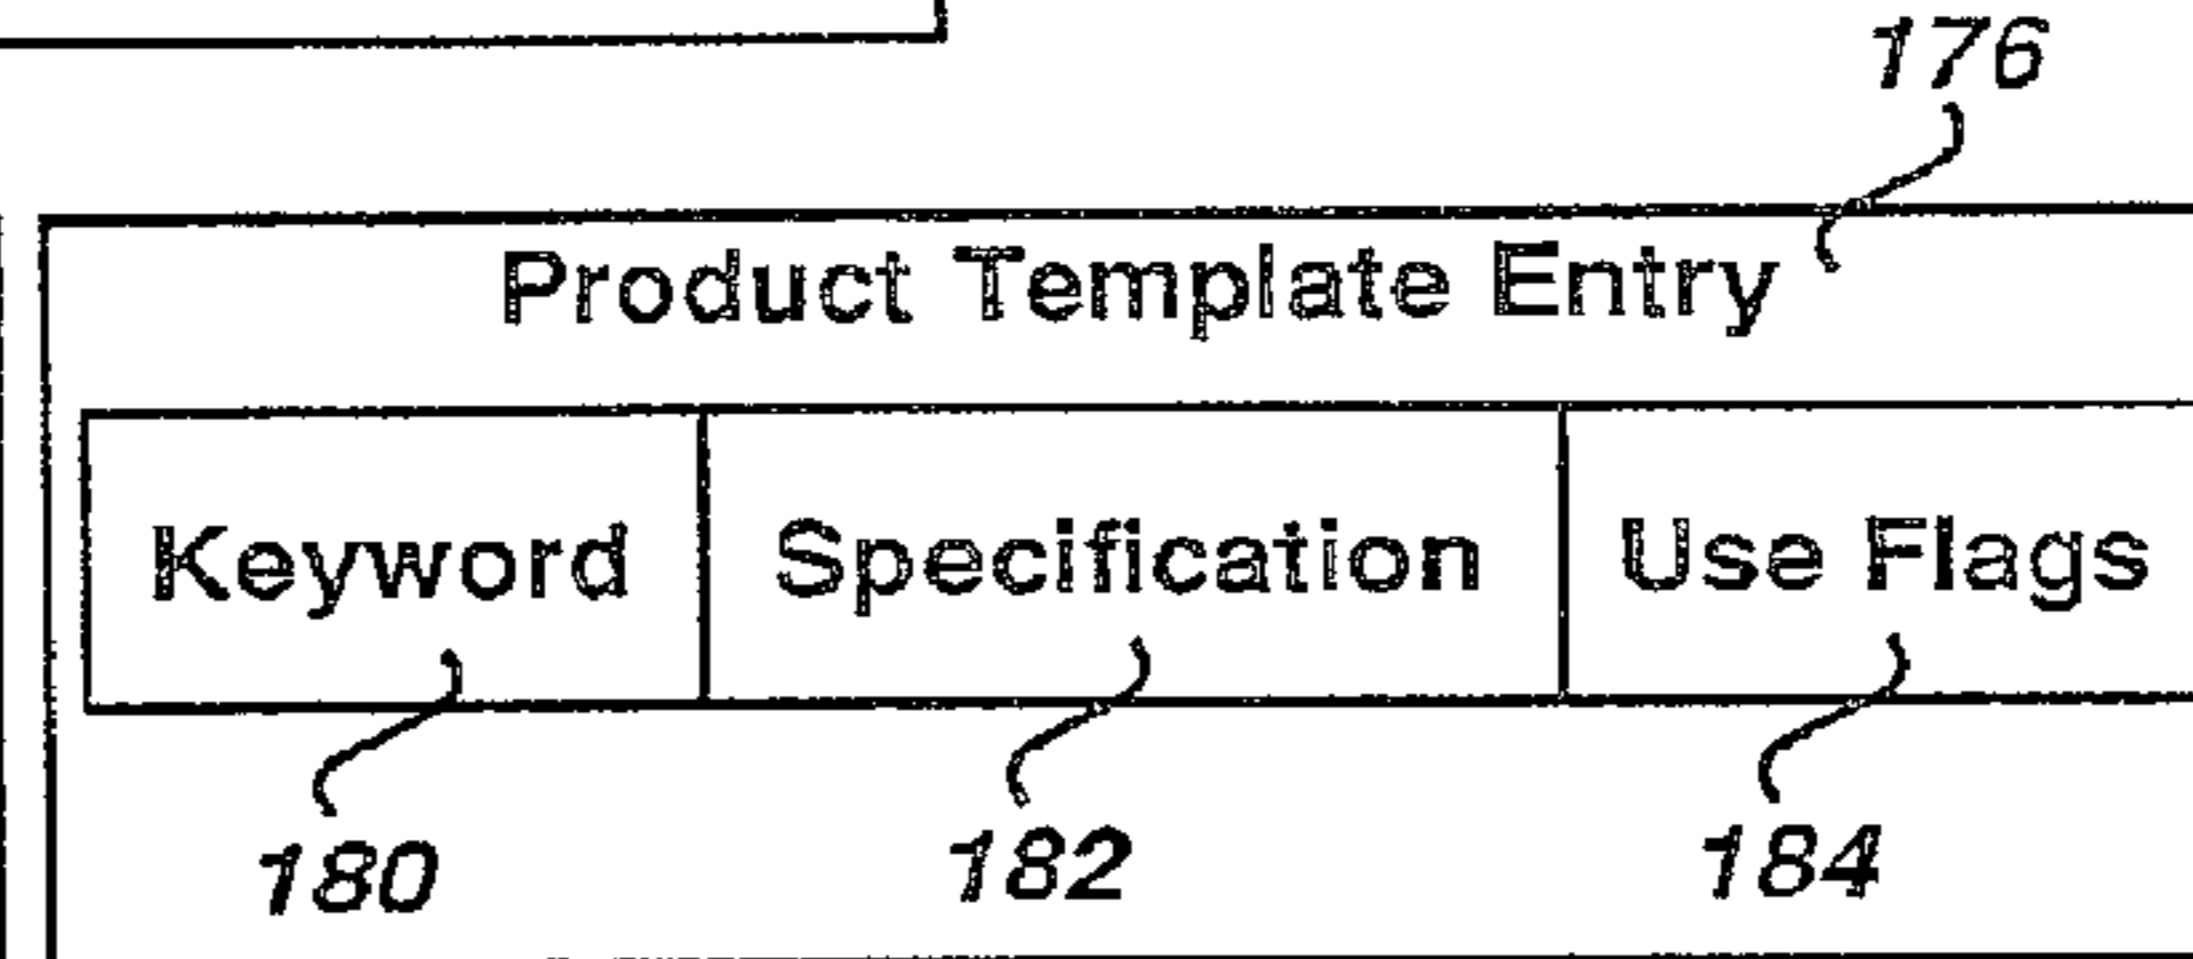 176
Product Template Entry
Keyword Specification Use Flags
180 182 184